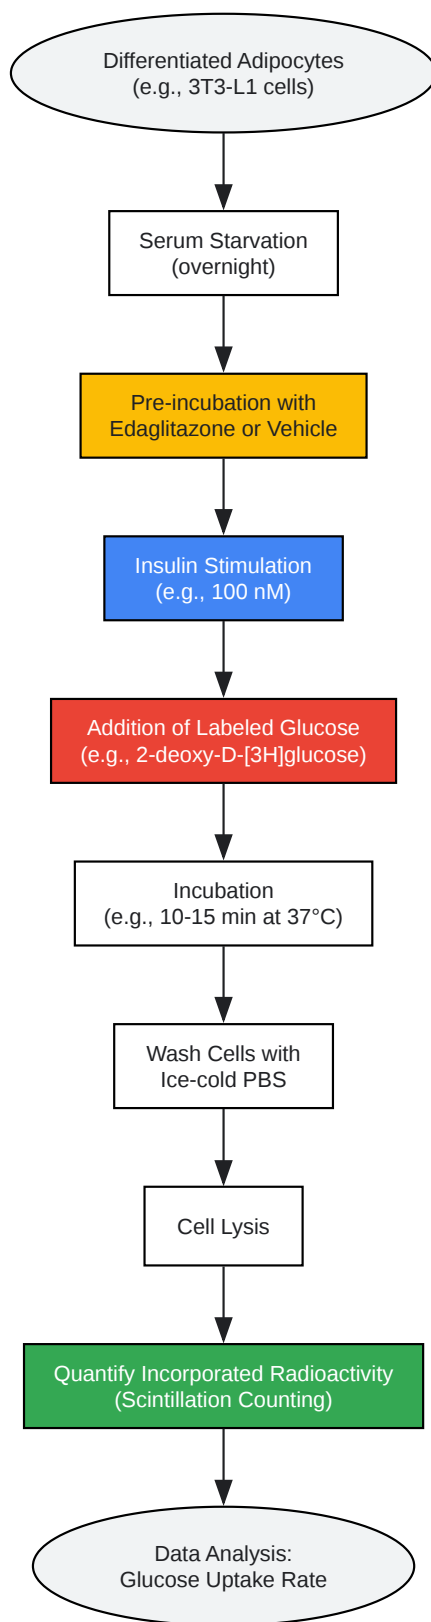 Differentiated Adipocytes
(e.g., 3T3-L1 cells)
Serum Starvation
(overnight)
Pre-incubation with
Edaglitazone or Vehicle
Insulin Stimulation
(e.g., 100 nM)
Addition of Labeled Glucose
(e.g., 2-deoxy-D-[3H]glucose)
Incubation
(e.g., 10-15 min at 37°C)
Wash Cells with
Ice-cold PBS
Cell Lysis
Quantify Incorporated Radioactivity
(Scintillation Counting)
Data Analysis:
Glucose Uptake Rate